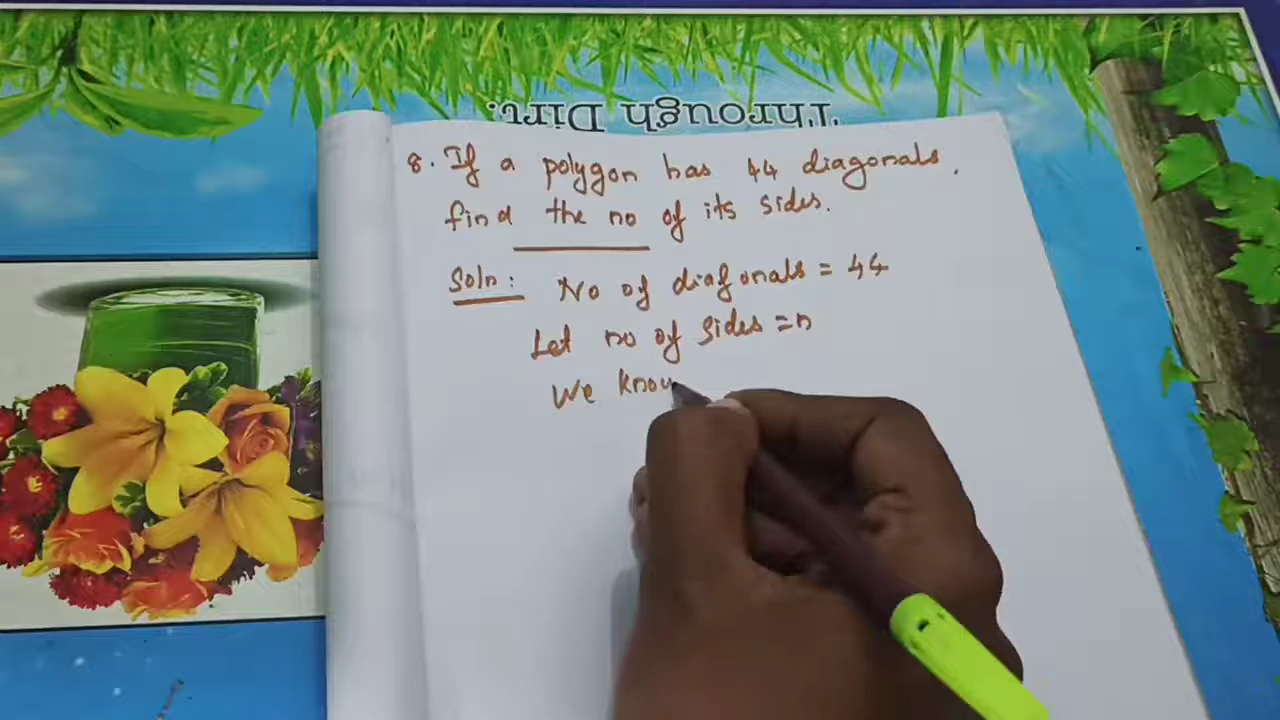 Through Dirt.
8. If a polygon has 44 diagonals,
find the no of its sides.
Soln: No of diagonals = 44
Let no of sides = n
We know